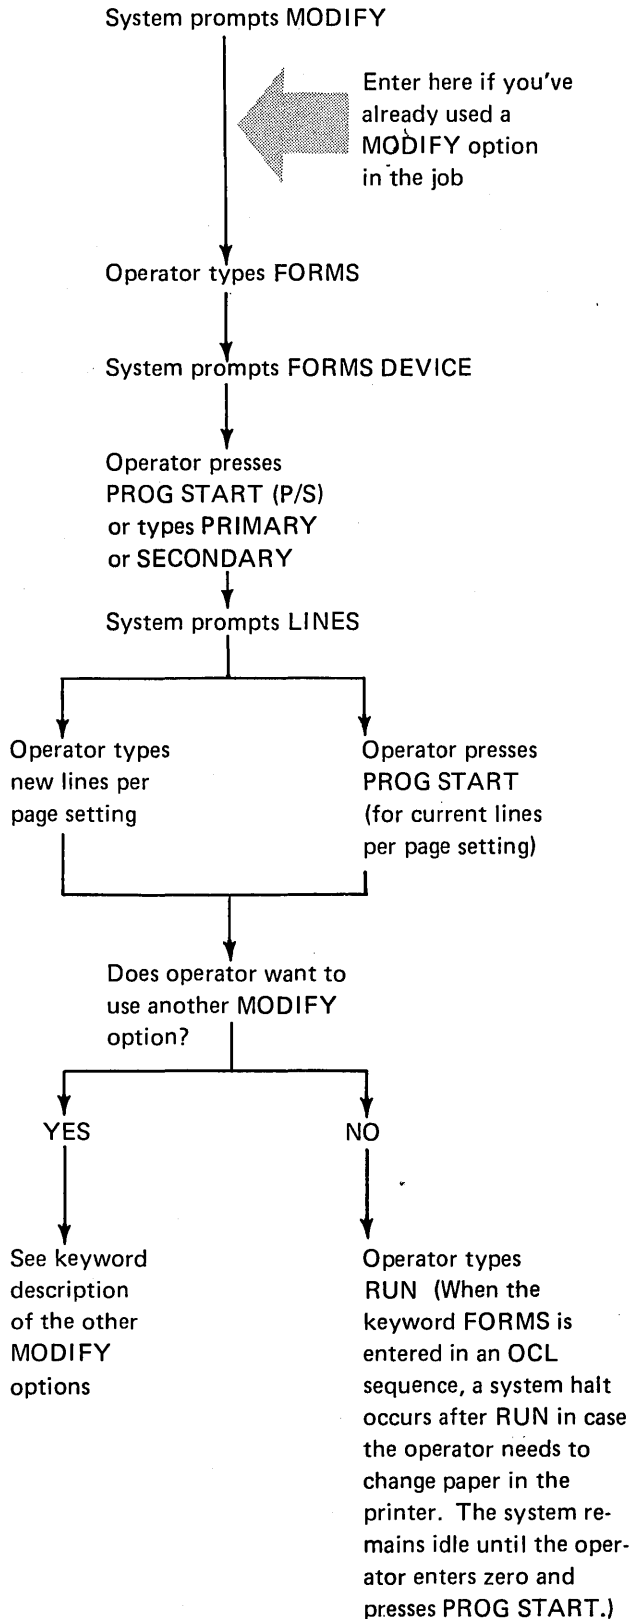 System prompts MODIFY
Enter here if you've
already used a
MODIFY option
in the job
Operator types FORMS
System prompts FORMS DEVICE
Operator presses
PROG START (P/S)
or types PRIMARY
or SECONDARY
System prompts LINES
Operator types
new lines per
page setting
Operator presses
PROG START
(for current lines
per page setting)
Does operator want to
use another MODIFY
option?
YES
NO
See keyword
description
of the other
MODIFY
options
Operator types
RUN (When the
keyword FORMS is
entered in an OCL
sequence, a system halt
occurs after RUN in case
the operator needs to
change paper in the
printer. The system re-
mains idle until the oper-
ator enters zero and
presses PROG START.)